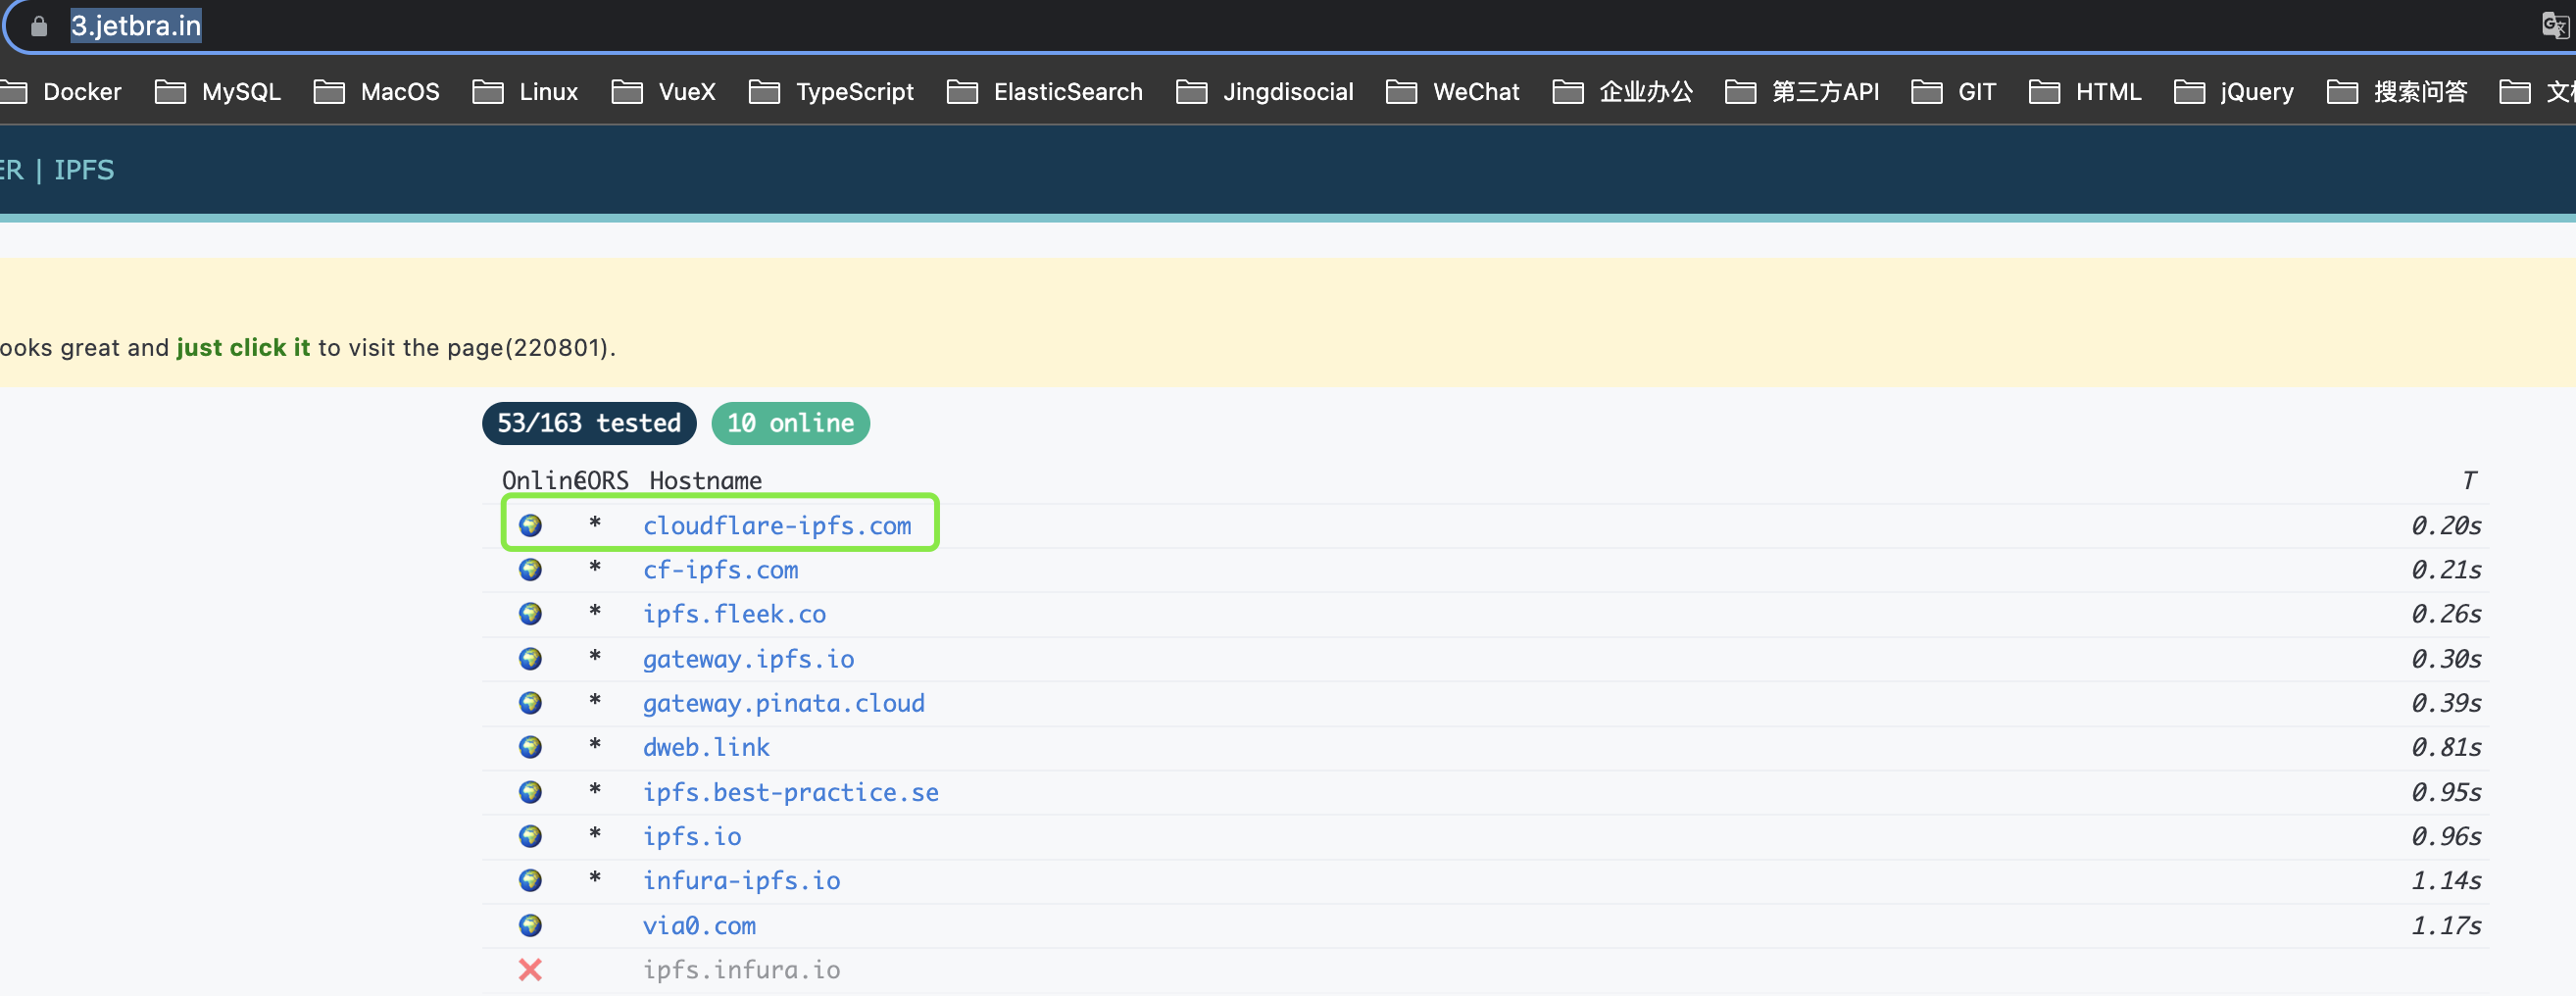 3.jetbra.in
Docker MySQL MacOS Linux VueX TypeScript ElasticSearch Jingdisocial WeChat 企业办公 第三方API GIT HTML jQuery 搜索问答
ER | IPFS
ooks great and just click it to visit the page(220801).
53/163 tested 10 online
Online CORS Hostname T
* cloudflare-ipfs.com 0.20s
* cf-ipfs.com 0.21s
* ipfs.fleek.co 0.26s
* gateway.ipfs.io 0.30s
* gateway.pinata.cloud 0.39s
* dweb.link 0.81s
* ipfs.best-practice.se 0.95s
* ipfs.io 0.96s
* infura-ipfs.io 1.14s
via0.com 1.17s
ipfs.infura.io